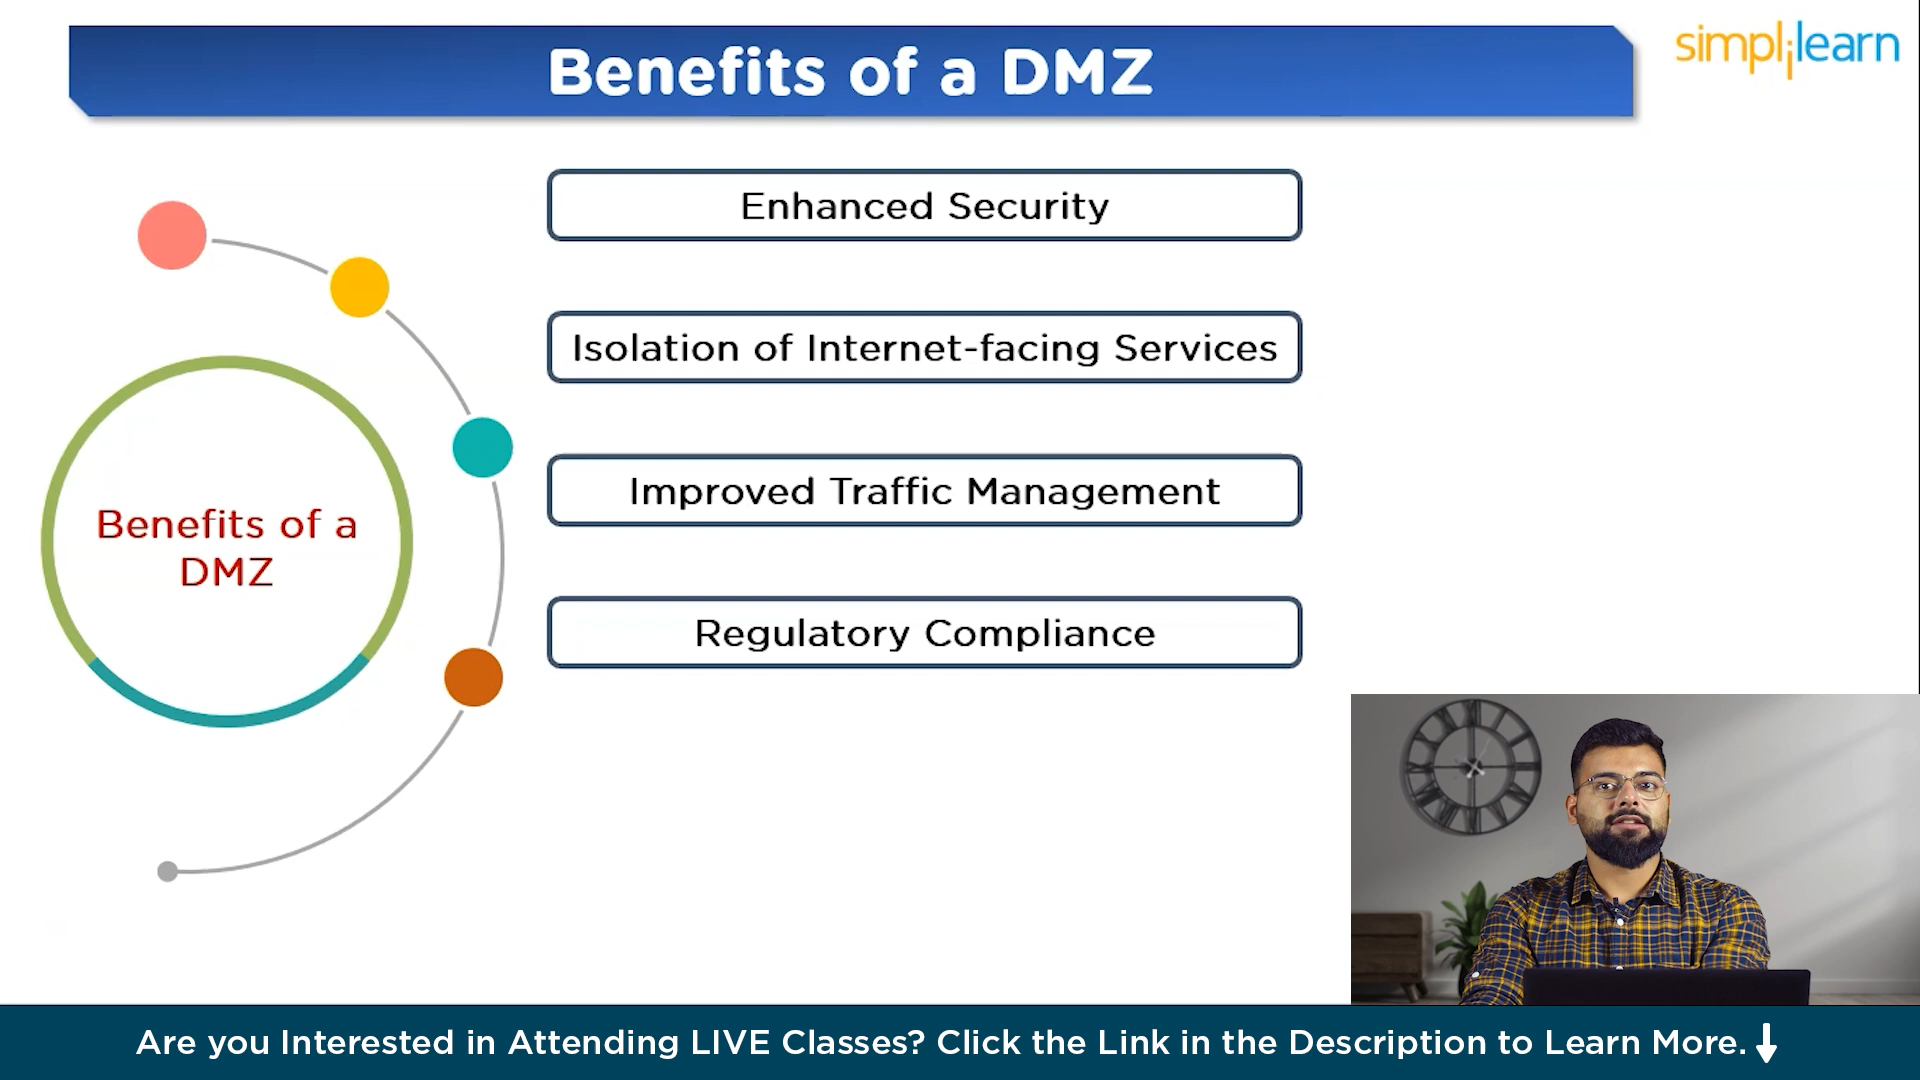 Benefits of a DMZ
simplilearn
Enhanced Security
Isolation of Internet-facing Services
Improved Traffic Management
Regulatory Compliance
Benefits of a
DMZ
Are you Interested in Attending LIVE Classes? Click the Link in the Description to Learn More.